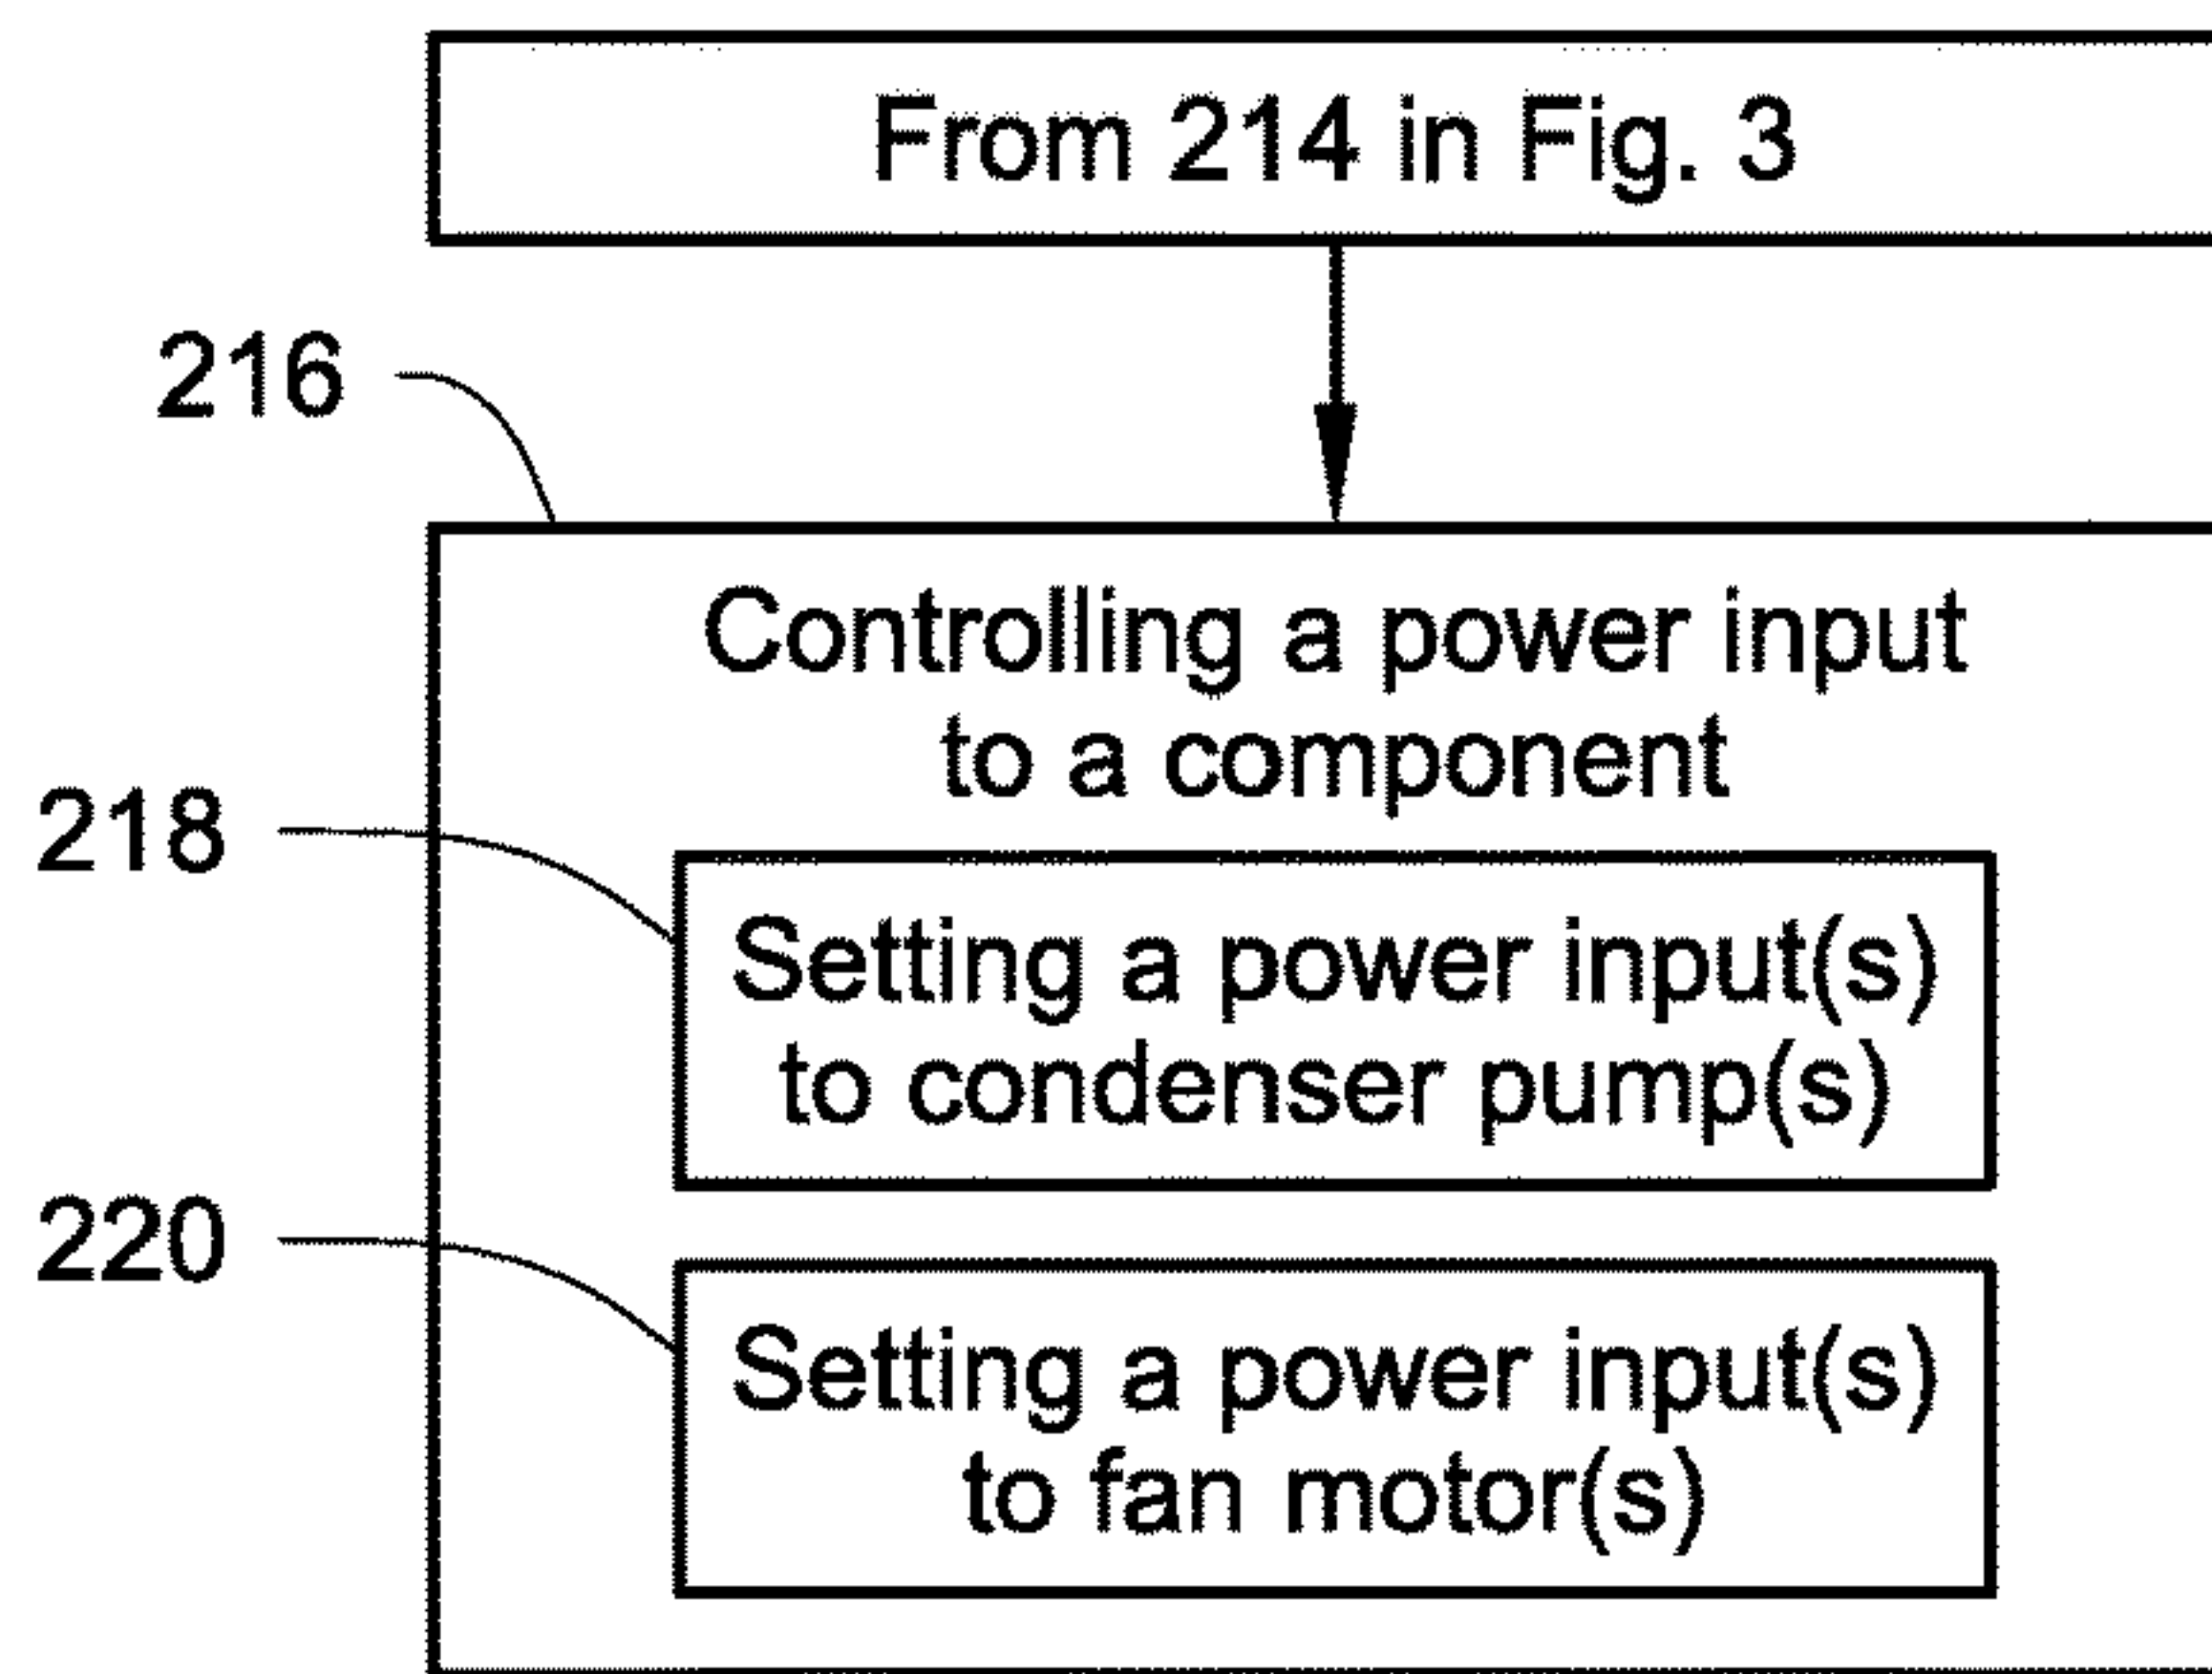 From 214 in Fig. 3
216
Controlling a power input
to a component
218
Setting a power input(s)
to condenser pump(s)
220
Setting a power input(s)
to fan motor(s)